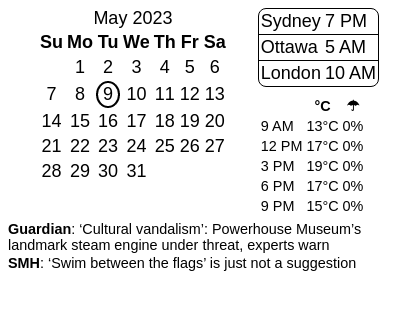 May 2023
Su Mo Tu We Th Fr Sa
1 2 3 4 5 6
7 8 9 10 11 12 13
14 15 16 17 18 19 20
21 22 23 24 25 26 27
28 29 30 31
Sydney 7 PM
Ottawa 5 AM
London 10 AM
°C ☂
9 AM 13°C 0%
12 PM 17°C 0%
3 PM 19°C 0%
6 PM 17°C 0%
9 PM 15°C 0%
Guardian: ‘Cultural vandalism’: Powerhouse Museum’s
landmark steam engine under threat, experts warn
SMH: ‘Swim between the flags’ is just not a suggestion